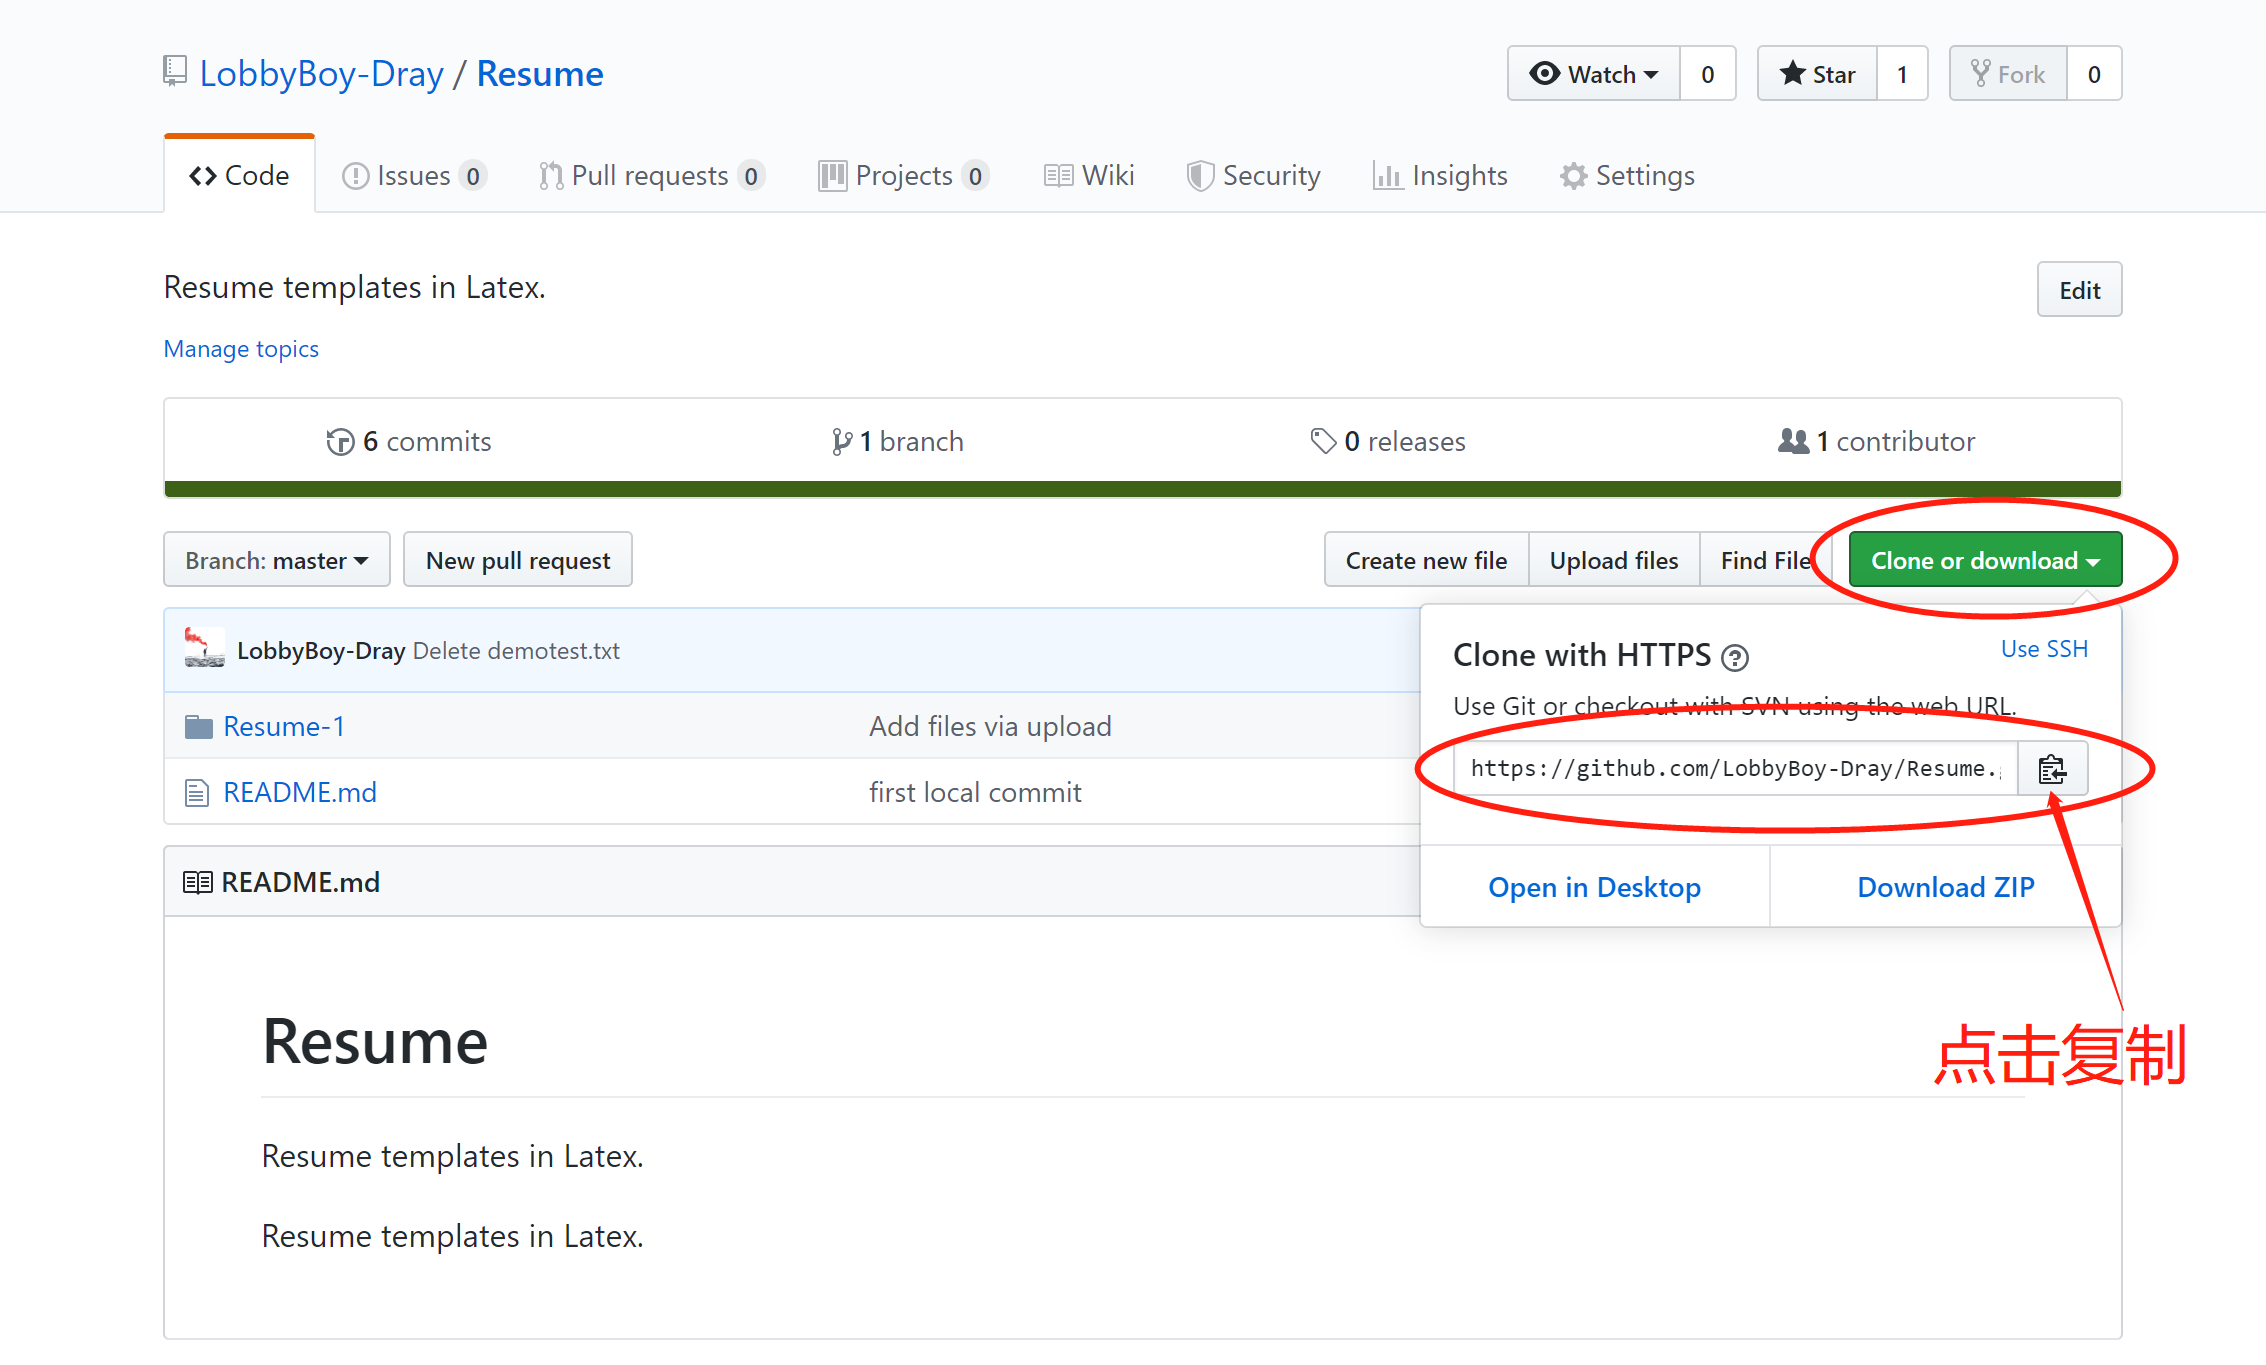 LobbyBoy-Dray / Resume
Watch 0 Star 1 Fork 0
Code Issues 0 Pull requests 0 Projects 0 Wiki Security Insights Settings
Resume templates in Latex.
Edit
Manage topics
6 commits 1 branch 0 releases 1 contributor
Branch: master New pull request Create new file Upload files Find File Clone or download
LobbyBoy-Dray Delete demotest.txt
Resume-1 Add files via upload
README.md first local commit
Clone with HTTPS ? Use SSH
Use Git or checkout with SVN using the web URL.
https://github.com/LobbyBoy-Dray/Resume.
Open in Desktop Download ZIP
点击复制
README.md
Resume
Resume templates in Latex.
Resume templates in Latex.